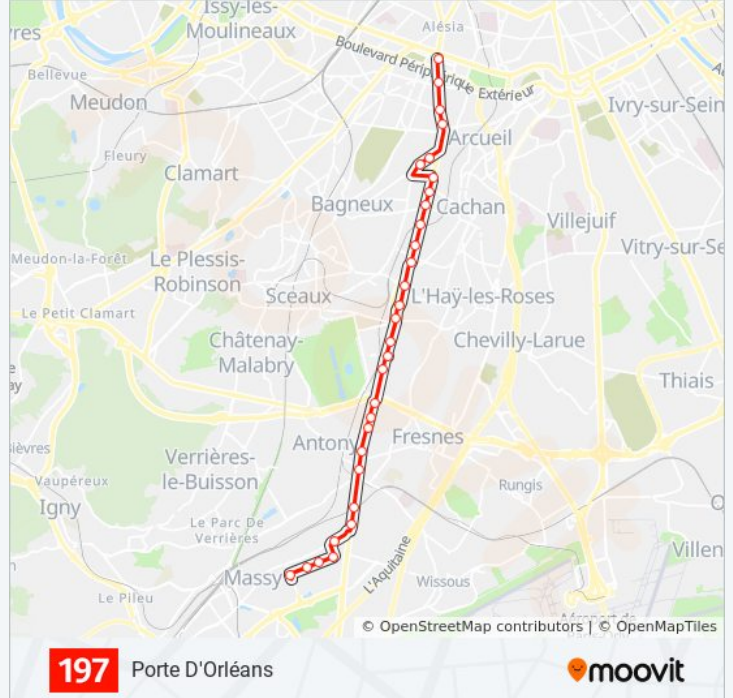 Issy-les-
Moulineaux
Alésia
Bellevue
Boulevard Périphérique Extérieur
Meudon
Ivry-sur-Sein
Arcueil
Fleury
Clamart
Bagneux
Cachan
Villejuif
Meudon-la-Forêt
Le Plessis-
Robinson
Vitry-sur-Se
Sceaux
L'Haÿ-les-Roses
Le Petit Clamart
Châtenay-
Malabry
Chevilly-Larue
Thiais
Antony
Fresnes
Verrières-
le-Buisson
Vaupéreux
Igny
Rungis
Le Parc De
Verrières
Villen
L'Aquitaine
Massy
Wissous
Le Pileu
© OpenStreetMap contributors | © OpenMapTiles
197 Porte D'Orléans
moovit